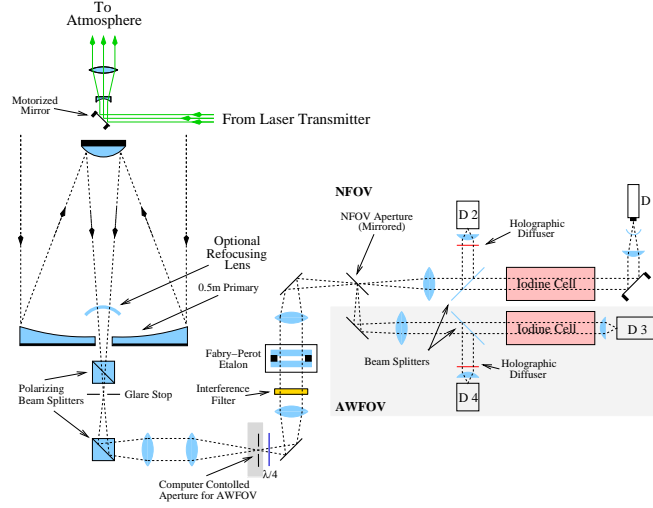 To
Atmosphere
Motorized
Mirror
From Laser Transmitter
NFOV
D 2
D
NFOV Aperture
(Mirrored)
Holographic
Diffuser
Optional
Refocusing
Lens
0.5m Primary
Iodine Cell
Iodine Cell
D 3
Fabry–Perot
Etalon
Beam Splitters
Holographic
Diffuser
Polarizing
Beam Splitters
Glare Stop
Interference
Filter
D 4
AWFOV
λ/4
Computer Controlled
Aperture for AWFOV